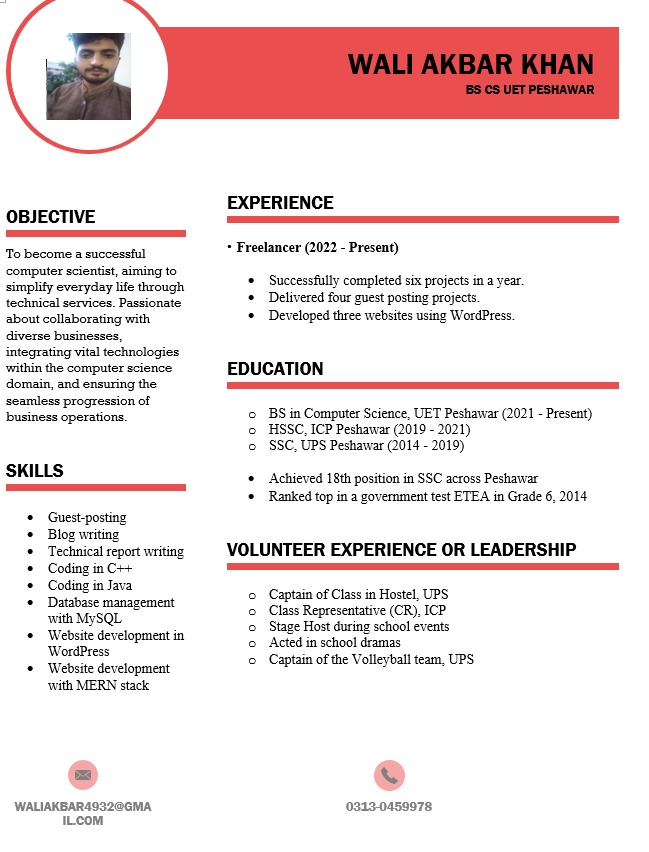 WALI AKBAR KHAN
BS CS UET PESHAWAR
OBJECTIVE
To become a successful
computer scientist, aiming to
simplify everyday life through
technical services. Passionate
about collaborating with
diverse businesses,
integrating vital technologies
within the computer science
domain, and ensuring the
seamless progression of
business operations.
SKILLS
• Guest-posting
• Blog writing
• Technical report writing
• Coding in C++
• Coding in Java
• Database management
with MySQL
• Website development in
WordPress
• Website development
with MERN stack
EXPERIENCE
• Freelancer (2022 - Present)
• Successfully completed six projects in a year.
• Delivered four guest posting projects.
• Developed three websites using WordPress.
EDUCATION
o BS in Computer Science, UET Peshawar (2021 - Present)
o HSSC, ICP Peshawar (2019 - 2021)
o SSC, UPS Peshawar (2014 - 2019)
• Achieved 18th position in SSC across Peshawar
• Ranked top in a government test ETEA in Grade 6, 2014
VOLUNTEER EXPERIENCE OR LEADERSHIP
o Captain of Class in Hostel, UPS
o Class Representative (CR), ICP
o Stage Host during school events
o Acted in school dramas
o Captain of the Volleyball team, UPS
WALIAKBAR4932@GMA
IL.COM
0313-0459978